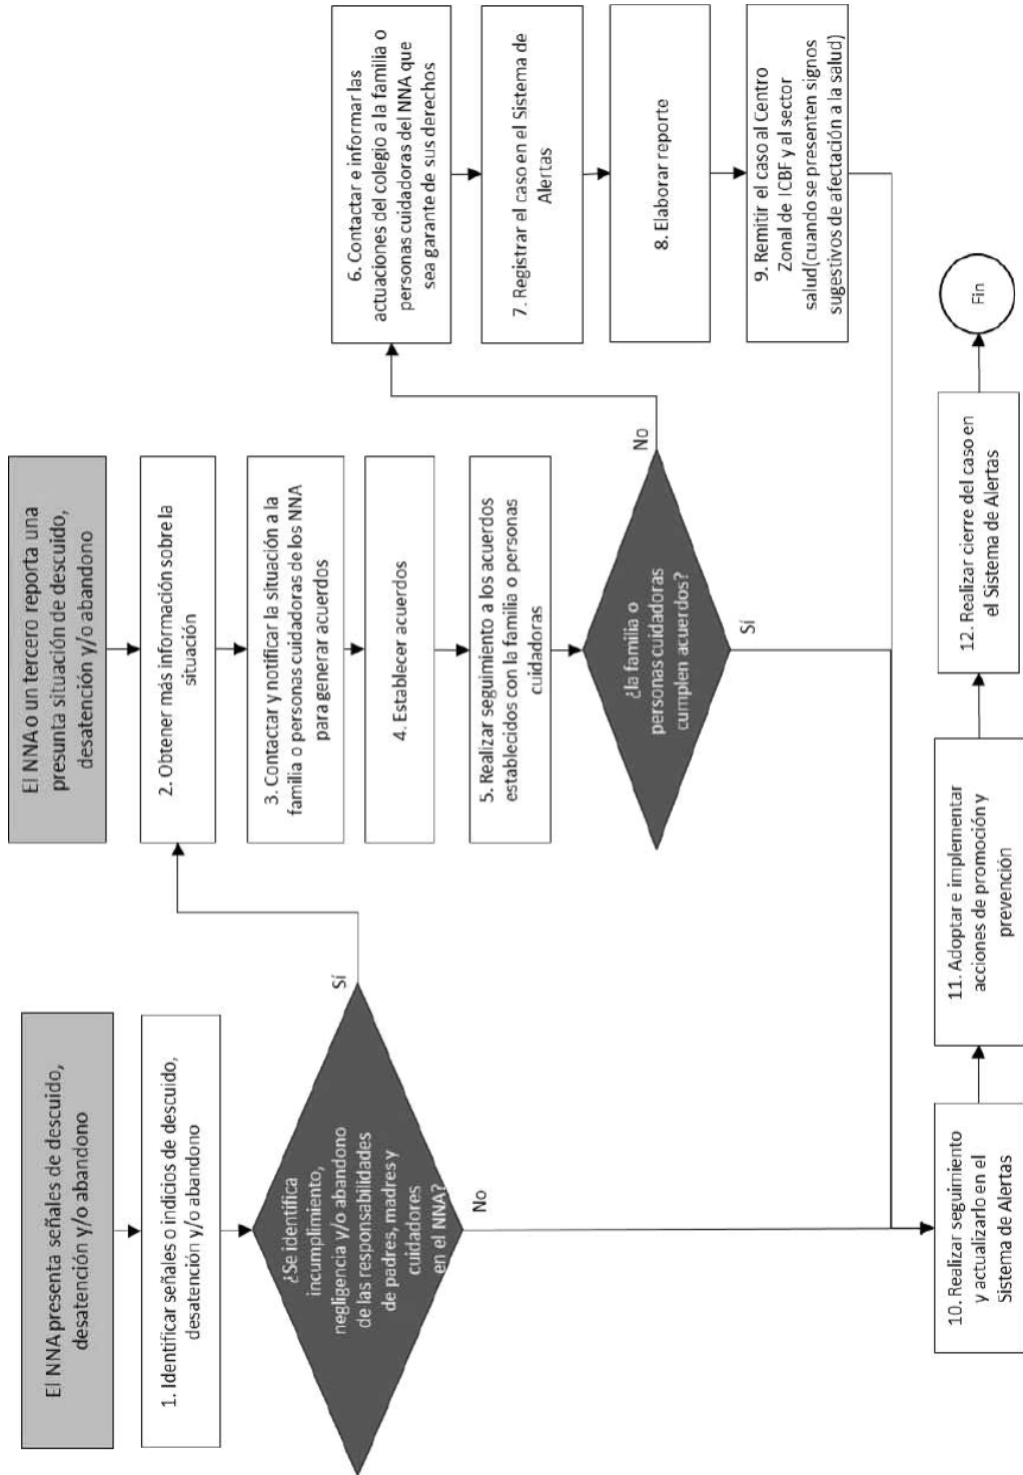 El NNA presenta señales de descuido,
desatención y/o abandono
1. Identificar señales o indicios de descuido,
desatención y/o abandono
¿Se identifica
incumplimiento,
negligencia y/o abandono
de las responsabilidades
de padres, madres y
cuidadores
en el NNA?
Sí
No
El NNA o un tercero reporta una
presunta situación de descuido,
desatención y/o abandono
2. Obtener más información sobre la
situación
3. Contactar y notificar la situación a la
familia o personas cuidadoras de los NNA
para generar acuerdos
4. Establecer acuerdos
5. Realizar seguimiento a los acuerdos
establecidos con la familia o personas
cuidadoras
¿la familia o
personas cuidadoras
cumplen acuerdos?
No
Sí
6. Contactar e informar las
actuaciones del colegio a la familia o
personas cuidadoras del NNA que
sea garante de sus derechos
7. Registrar el caso en el Sistema de
Alertas
8. Elaborar reporte
9. Remitir el caso al Centro
Zonal de ICBF y al sector
salud(cuando se presenten signos
sugestivos de afectación a la salud)
10. Realizar seguimiento
y actualizarlo en el
Sistema de Alertas
11. Adoptar e implementar
acciones de promoción y
prevención
12. Realizar cierre del caso en
el Sistema de Alertas
Fin